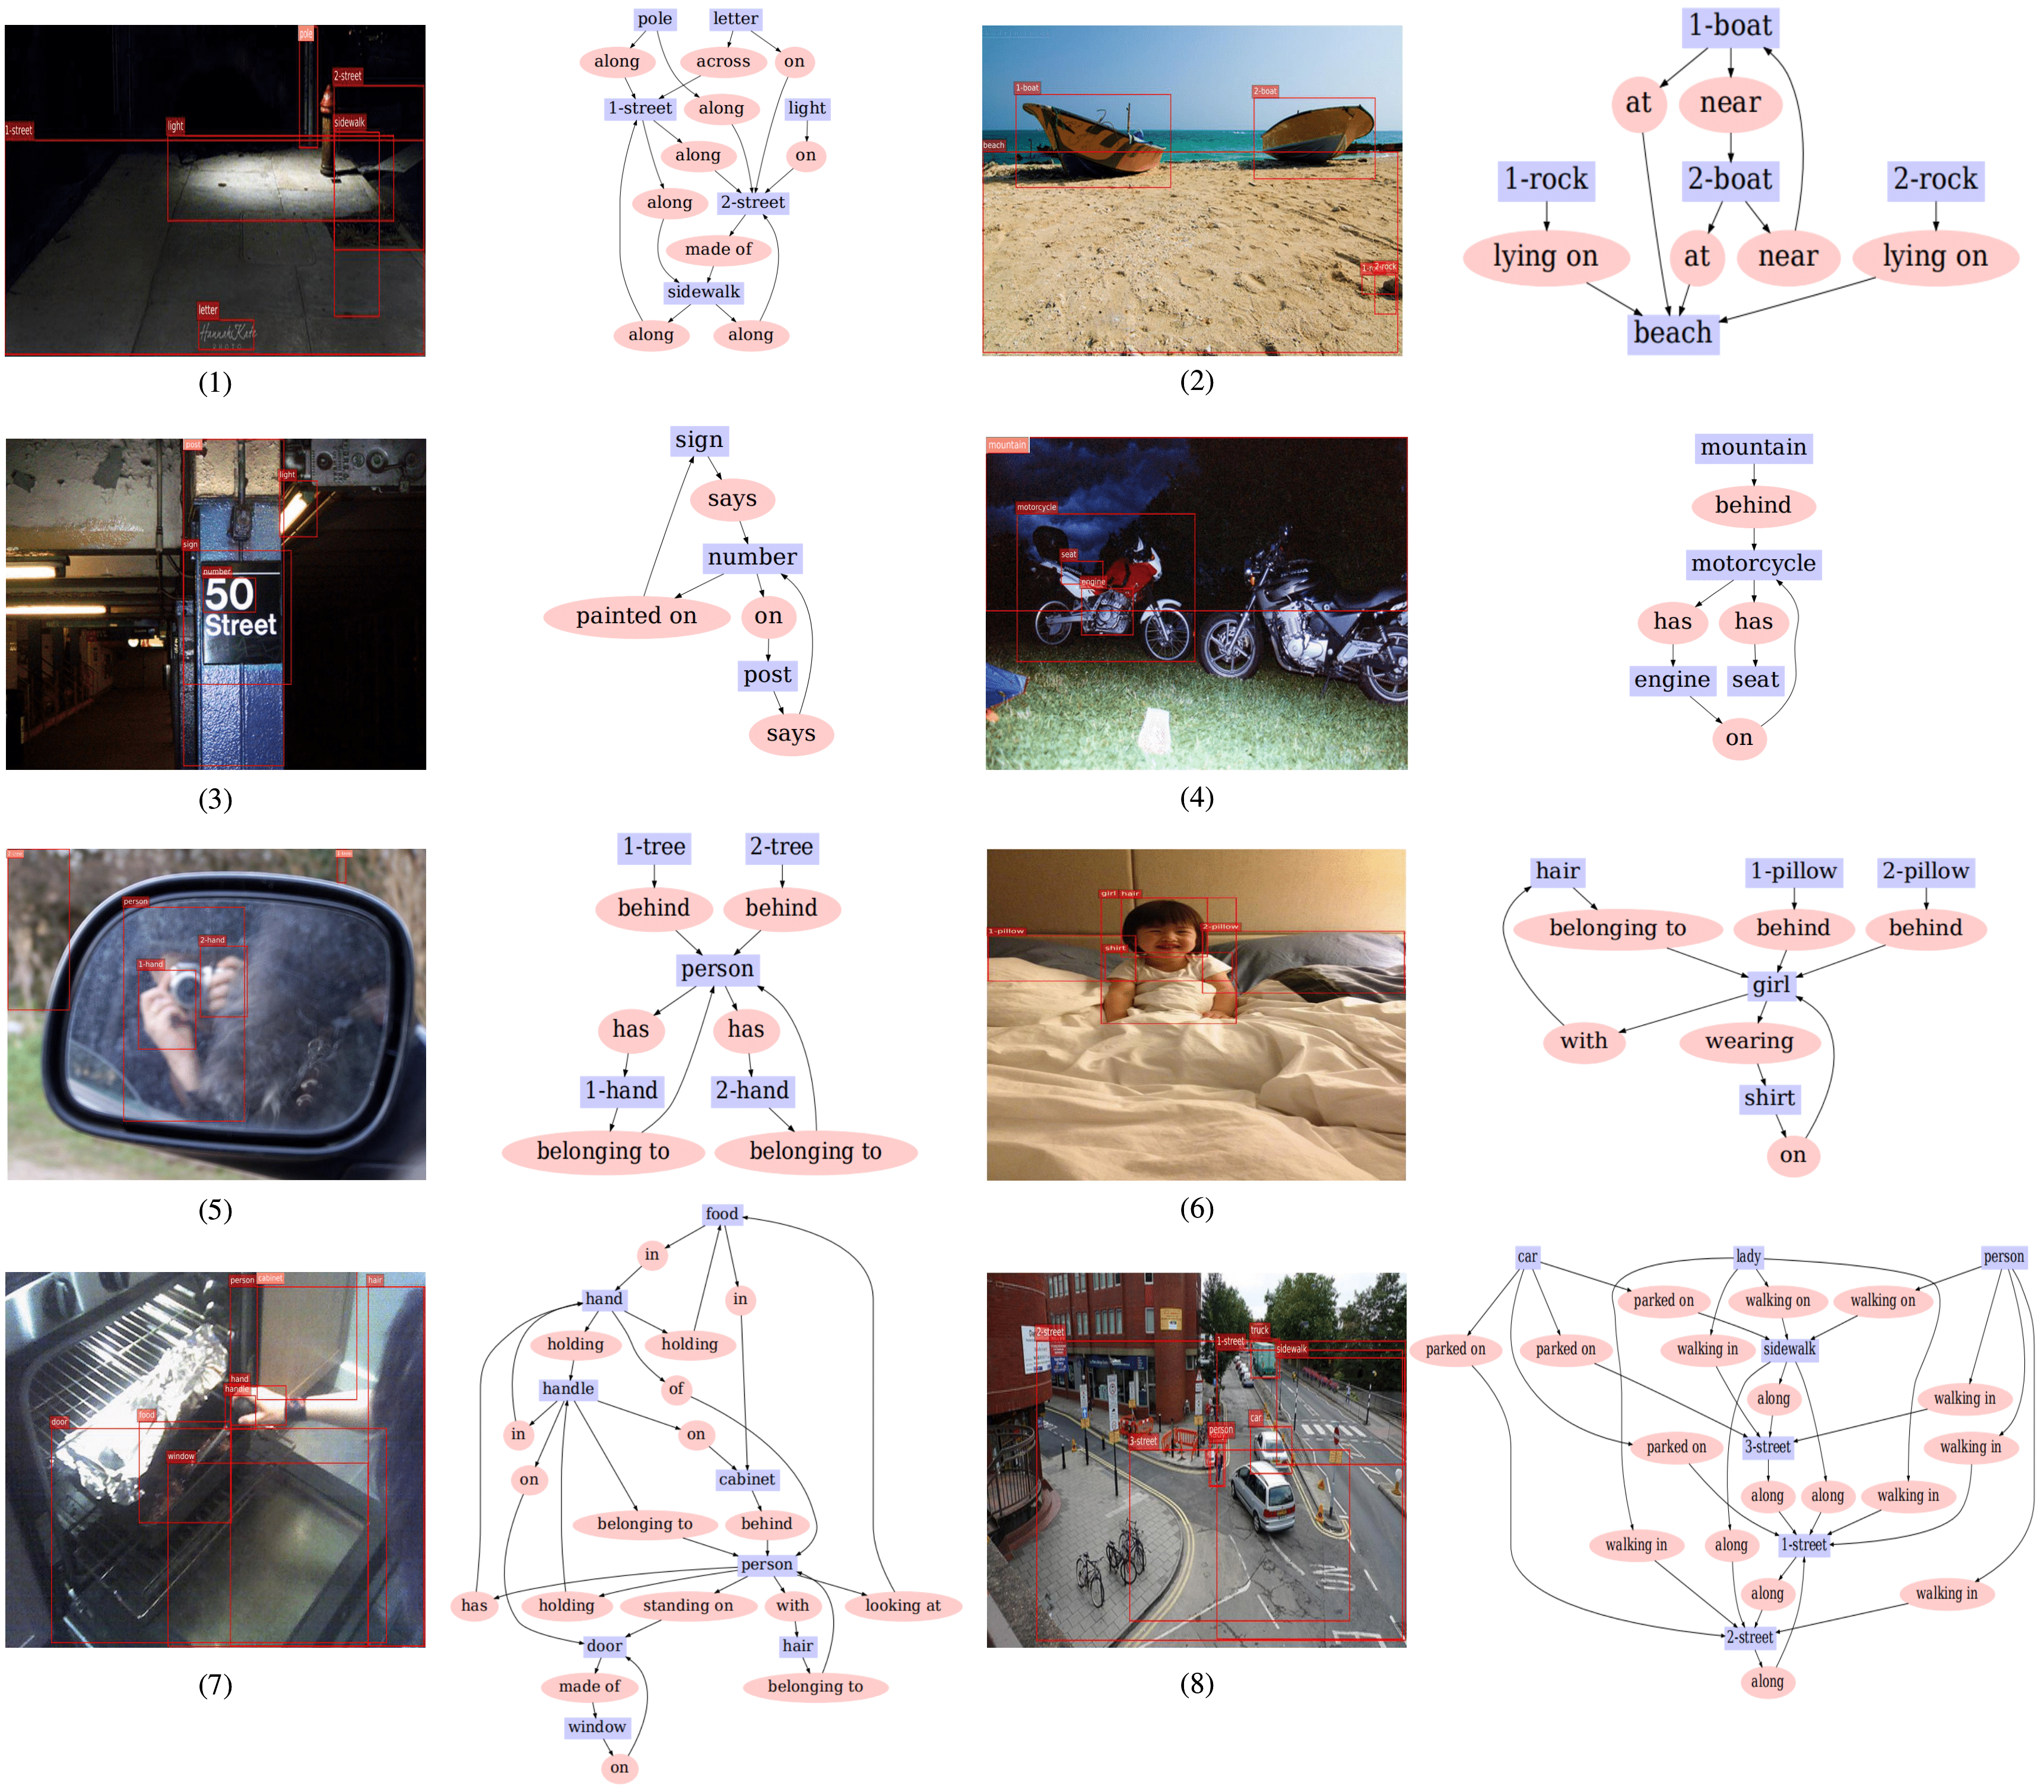 pole
2-street
sidewalk
light
1-street
letter
HannahKate
PHOTO
pole letter
along across on
1-street along light
along on
along 2-street
made of
sidewalk
along along
(1)
1-boat
2-boat
beach
2-rock
1-boat
at near
1-rock 2-boat 2-rock
lying on at near lying on
beach
(2)
post
light
sign
number
50
Street
sign
says
number
painted on on
post
says
(3)
mountain
motorcycle
seat
engine
mountain
behind
motorcycle
has has
engine seat
on
(4)
person
2-hand
1-hand
1-tree 2-tree
behind behind
person
has has
1-hand 2-hand
belonging to belonging to
(5)
girl hair
1-pillow
2-pillow
shirt
hair 1-pillow 2-pillow
belonging to behind behind
girl
with wearing
shirt
on
(6)
person cabinet hair
hand
handle
food
door
window
food
in
hand in
holding holding
handle of
in on
on cabinet
belonging to behind
person
has holding standing on with looking at
door hair
made of belonging to
window
on
(7)
truck
2-street
1-street
sidewalk
car
person
3-street
car lady person
parked on walking on walking on
parked on parked on walking in sidewalk
along walking in
parked on 3-street walking in
along along walking in
walking in along 1-street
along walking in
2-street
along
(8)